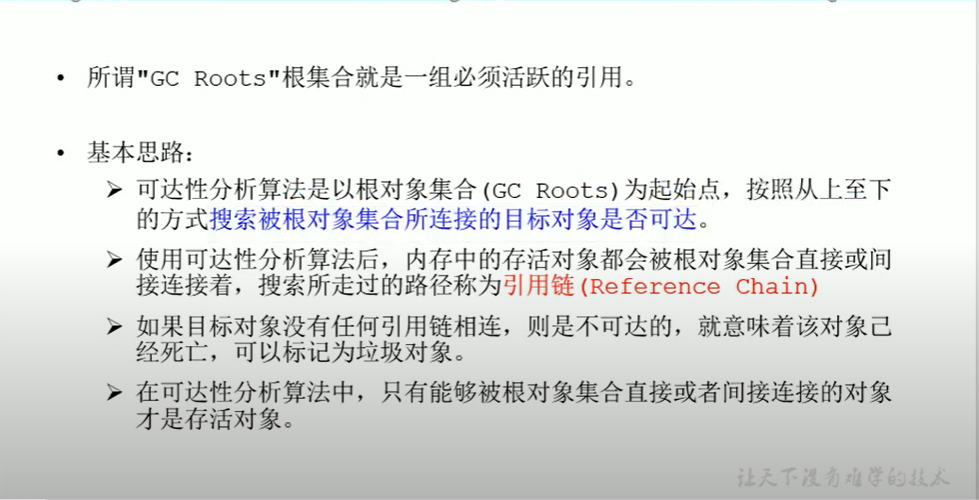 • 所谓"GC Roots"根集合就是一组必须活跃的引用。
• 基本思路：
➢ 可达性分析算法是以根对象集合(GC Roots)为起始点，按照从上至下
的方式搜索被根对象集合所连接的目标对象是否可达。
➢ 使用可达性分析算法后，内存中的存活对象都会被根对象集合直接或间
接连接着，搜索所走过的路径称为引用链(Reference Chain)
➢ 如果目标对象没有任何引用链相连，则是不可达的，就意味着该对象己
经死亡，可以标记为垃圾对象。
➢ 在可达性分析算法中，只有能够被根对象集合直接或者间接连接的对象
才是存活对象。
让天下没有难学的技术